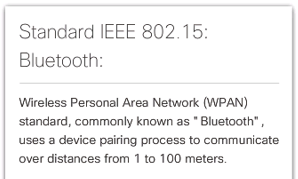 Standard IEEE 802.15:
Bluetooth:
Wireless Personal Area Network (WPAN)
standard, commonly known as " Bluetooth" ,
uses a device pairing process to communicate
over distances from 1 to 100 meters.